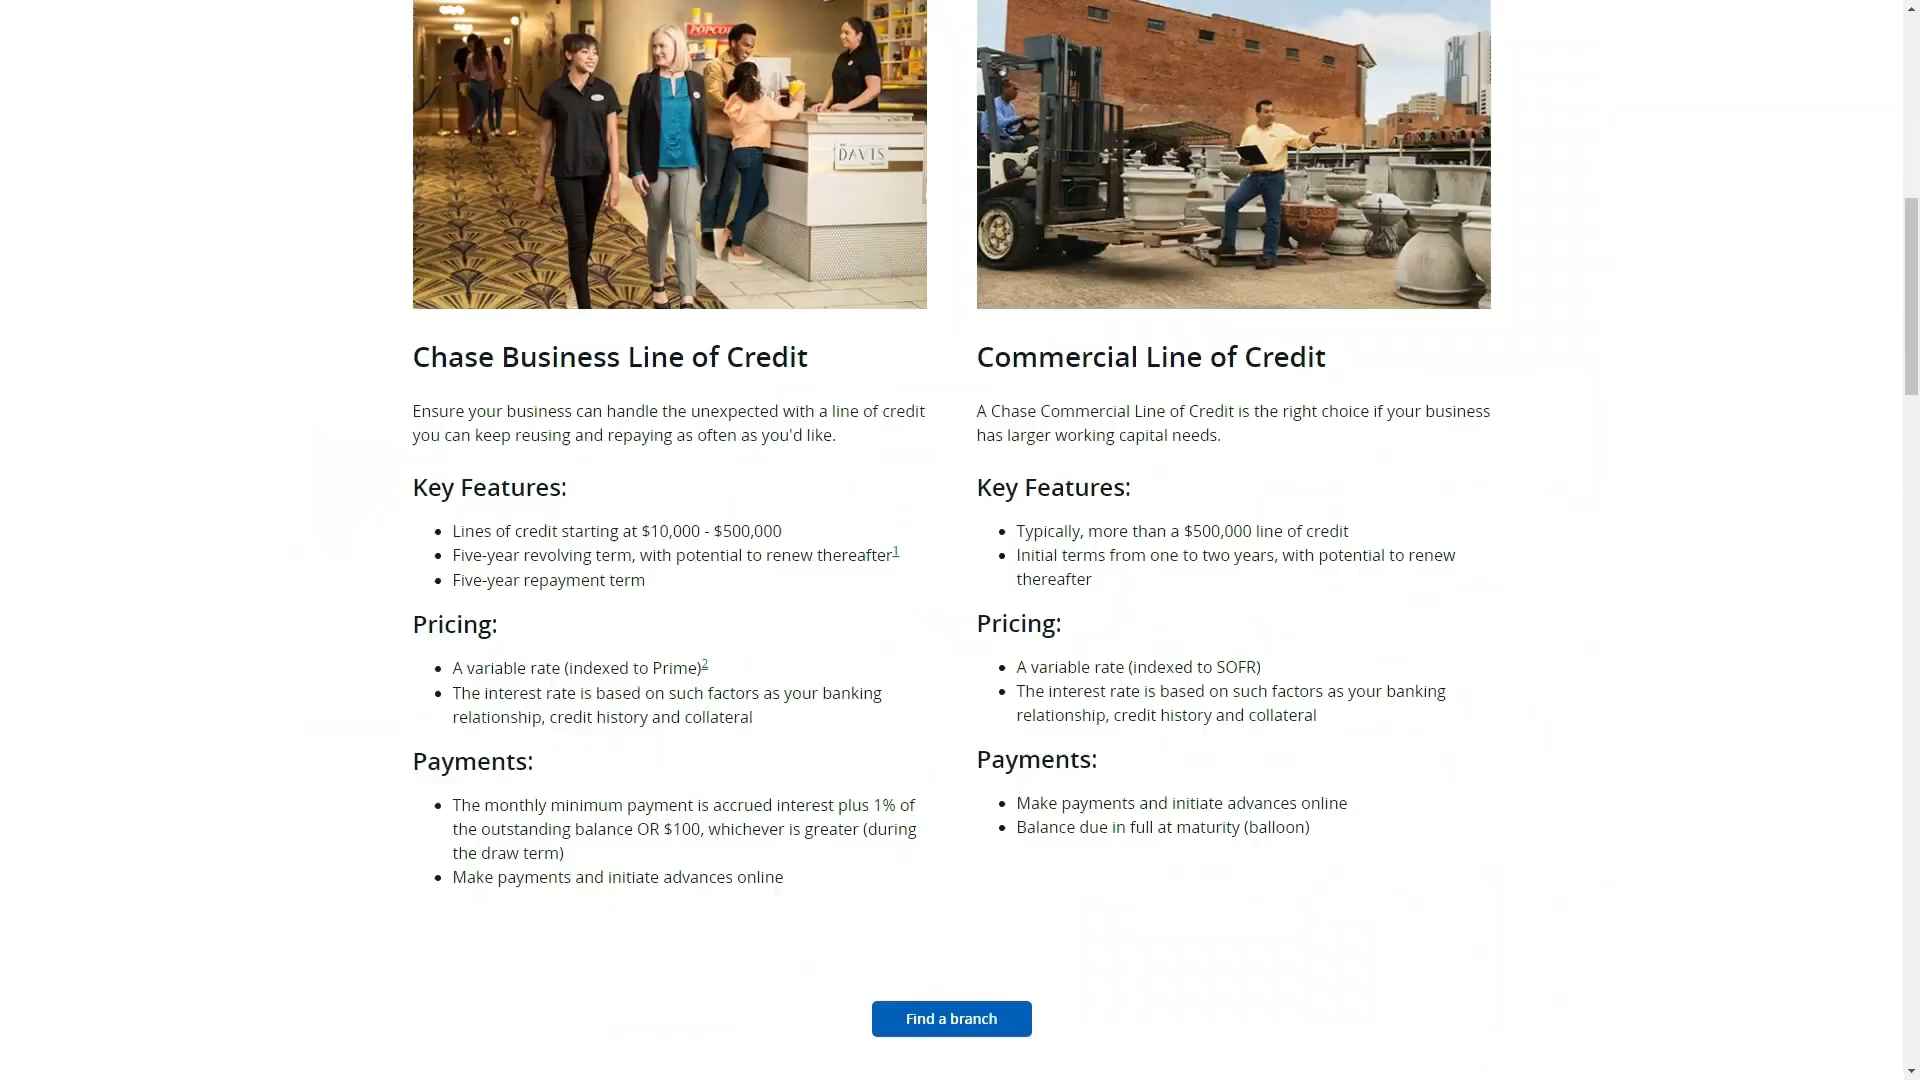 POPCO
DAVIS
Chase Business Line of Credit
Ensure your business can handle the unexpected with a line of credit
you can keep reusing and repaying as often as you'd like.
Key Features:
• Lines of credit starting at $10,000 - $500,000
• Five-year revolving term, with potential to renew thereafter1
• Five-year repayment term
Pricing:
• A variable rate (indexed to Prime)2
• The interest rate is based on such factors as your banking
relationship, credit history and collateral
Payments:
• The monthly minimum payment is accrued interest plus 1% of
the outstanding balance OR $100, whichever is greater (during
the draw term)
• Make payments and initiate advances online
Commercial Line of Credit
A Chase Commercial Line of Credit is the right choice if your business
has larger working capital needs.
Key Features:
• Typically, more than a $500,000 line of credit
• Initial terms from one to two years, with potential to renew
thereafter
Pricing:
• A variable rate (indexed to SOFR)
• The interest rate is based on such factors as your banking
relationship, credit history and collateral
Payments:
• Make payments and initiate advances online
• Balance due in full at maturity (balloon)
Find a branch